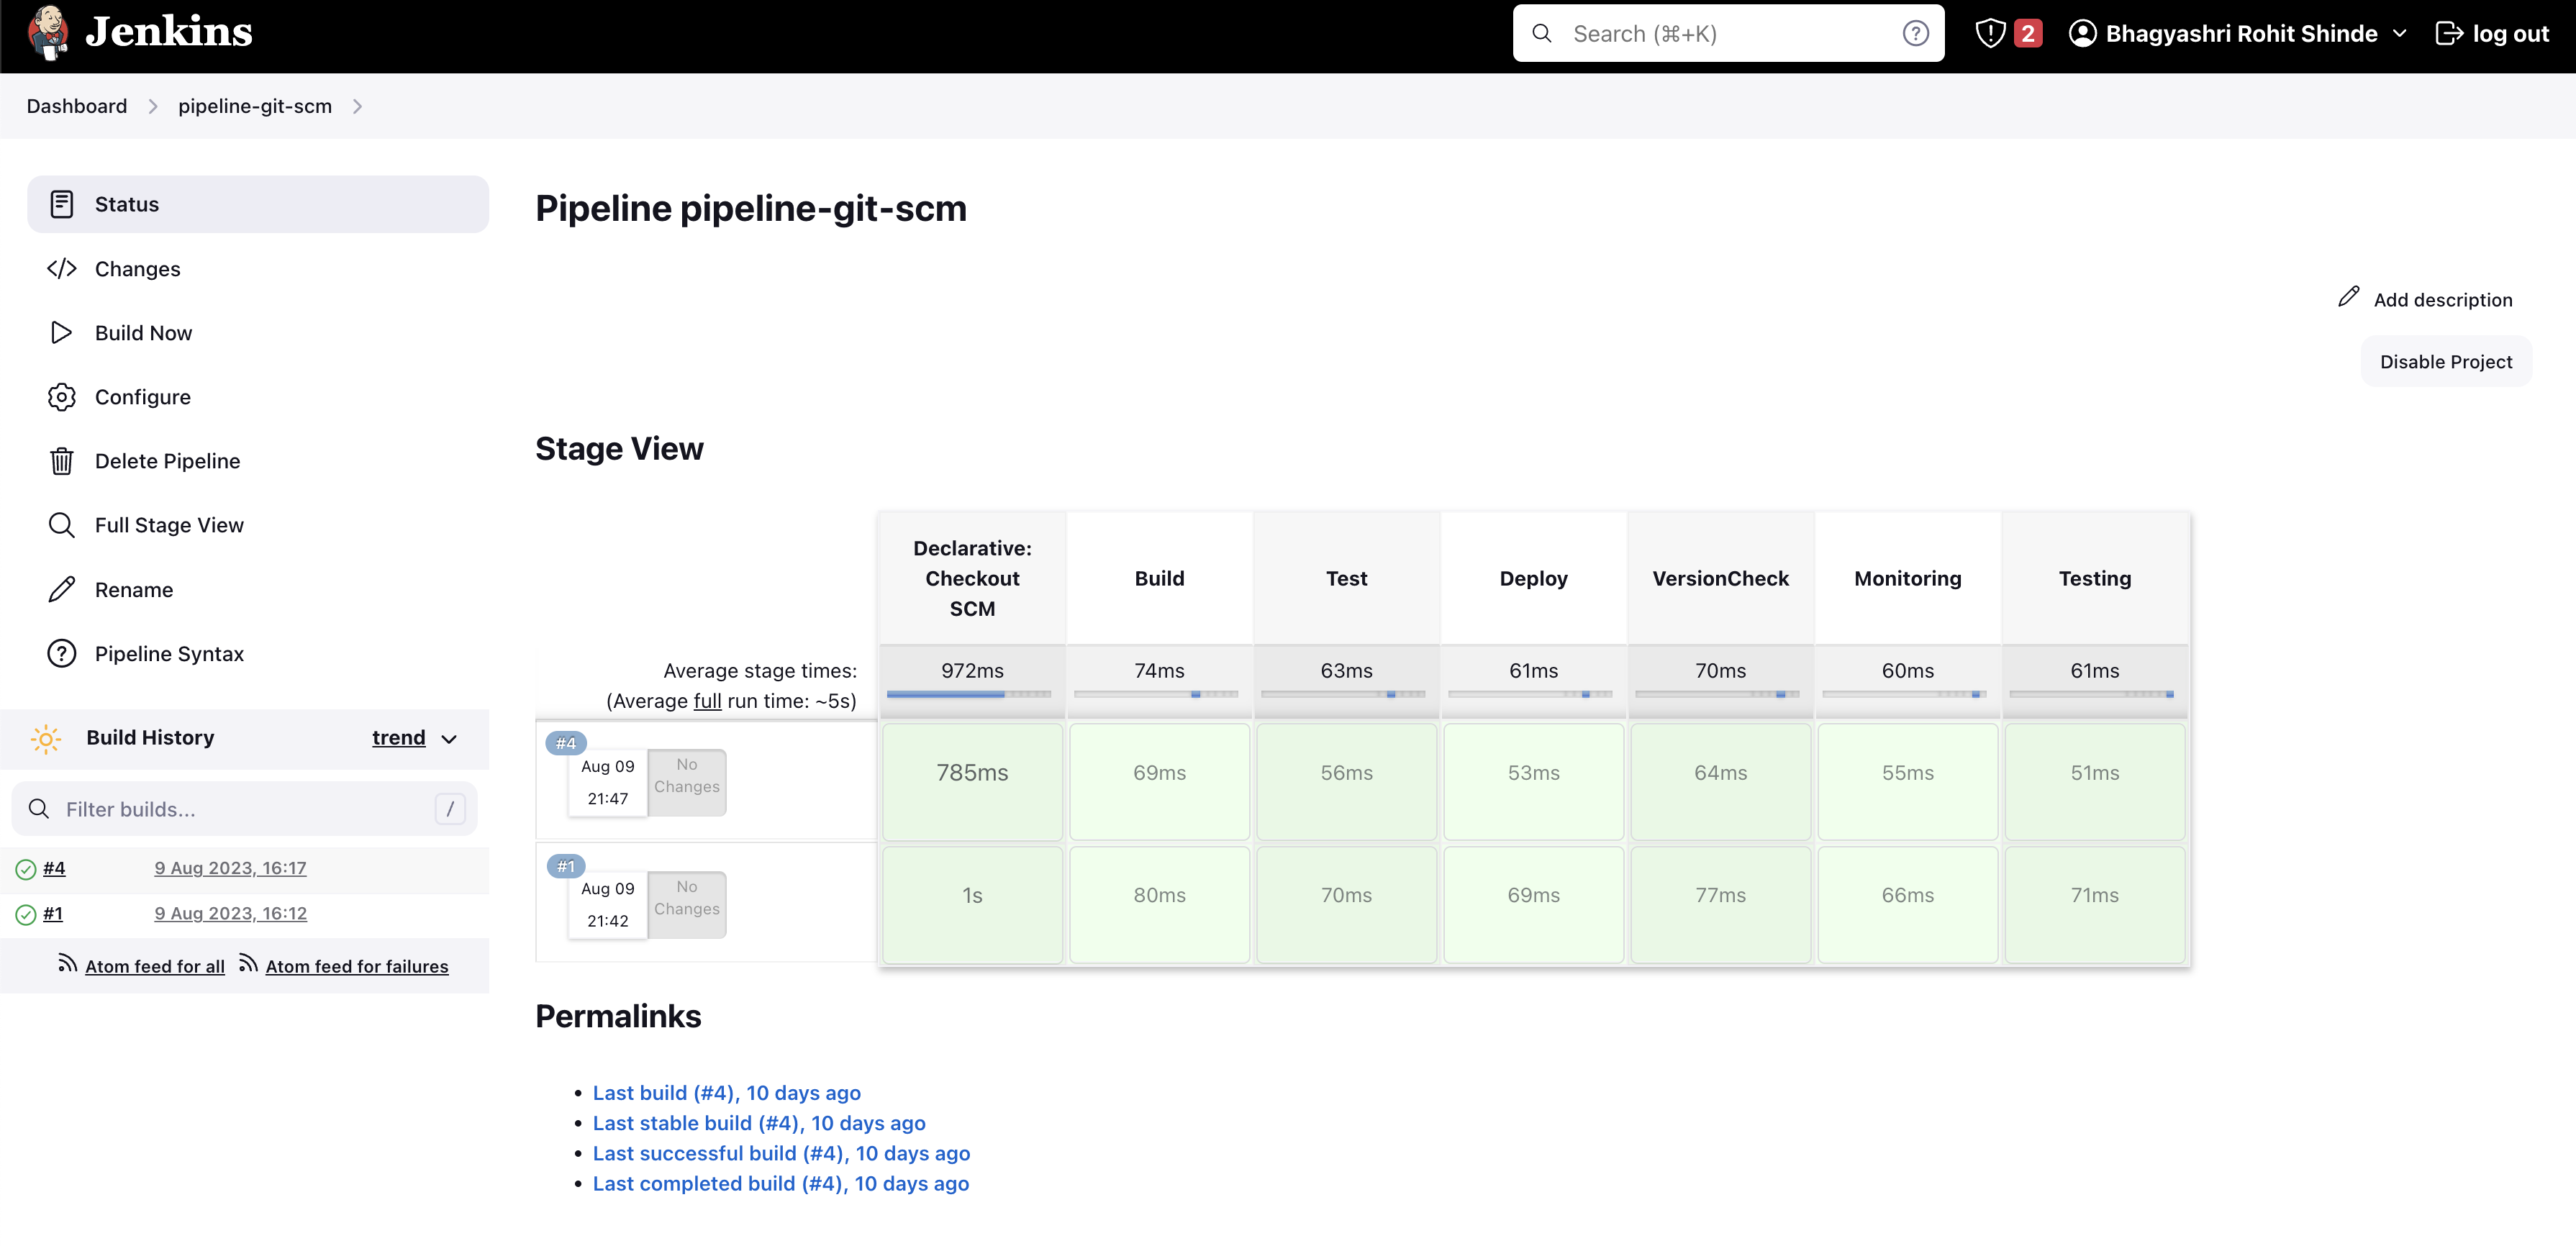 Jenkins
Search (⌘+K)
2
Bhagyashri Rohit Shinde
log out
Dashboard
pipeline-git-scm
Status
Changes
Build Now
Configure
Delete Pipeline
Full Stage View
Rename
Pipeline Syntax
Build History
trend
Filter builds...
/
#4
9 Aug 2023, 16:17
#1
9 Aug 2023, 16:12
Atom feed for all
Atom feed for failures
Pipeline pipeline-git-scm
Add description
Disable Project
Stage View
Declarative:
Checkout
SCM
Build
Test
Deploy
VersionCheck
Monitoring
Testing
Average stage times:
(Average full run time: ~5s)
972ms
74ms
63ms
61ms
70ms
60ms
61ms
#4
Aug 09
21:47
No
Changes
785ms
69ms
56ms
53ms
64ms
55ms
51ms
#1
Aug 09
21:42
No
Changes
1s
80ms
70ms
69ms
77ms
66ms
71ms
Permalinks
Last build (#4), 10 days ago
Last stable build (#4), 10 days ago
Last successful build (#4), 10 days ago
Last completed build (#4), 10 days ago